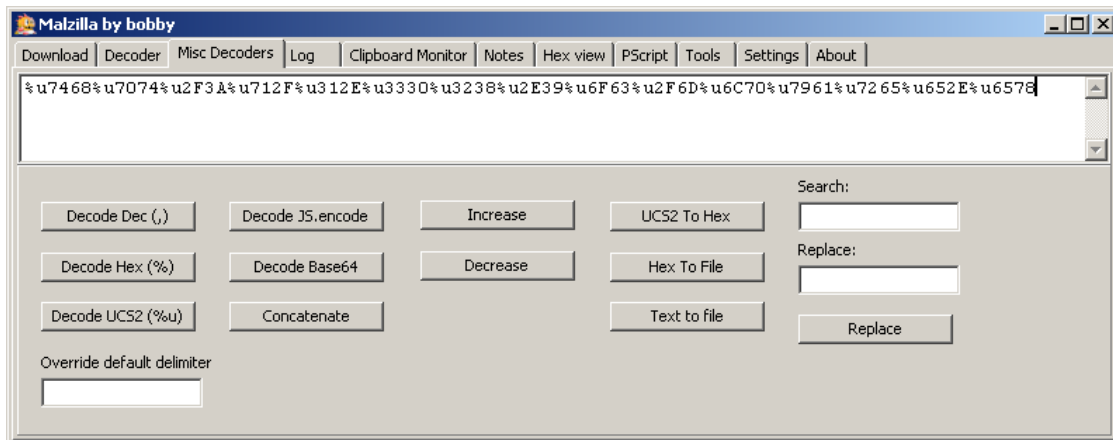 Malzilla by bobby
Download Decoder Misc Decoders Log Clipboard Monitor Notes Hex view PScript Tools Settings About
%u7468%u7074%u2F3A%u712F%u312E%u3330%u3238%u2E39%u6F63%u2F6D%u6C70%u7961%u7265%u652E%u6578
Search:
Decode Dec (,) Decode JS.encode Increase UCS2 To Hex
Replace:
Decode Hex (%) Decode Base64 Decrease Hex To File
Decode UCS2 (%u) Concatenate Text to file Replace
Override default delimiter